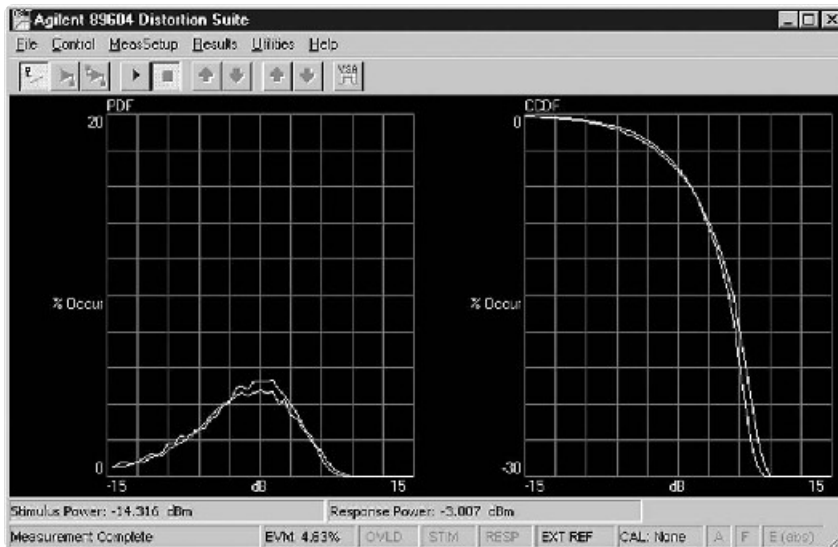 Agilent 89604 Distortion Suite
File Control MeasSetup Results Utilities Help
VSA
PDF
20
% Occur
0
-15 dB 15
CCDF
0
% Occur
-30
-15 dB 15
Stimulus Power: -14.316 dBm Response Power: -3.007 dBm
Measurement Complete EVM: 4.63% OVLD STIM RESP EXT REF CAL: None A F E (abs)